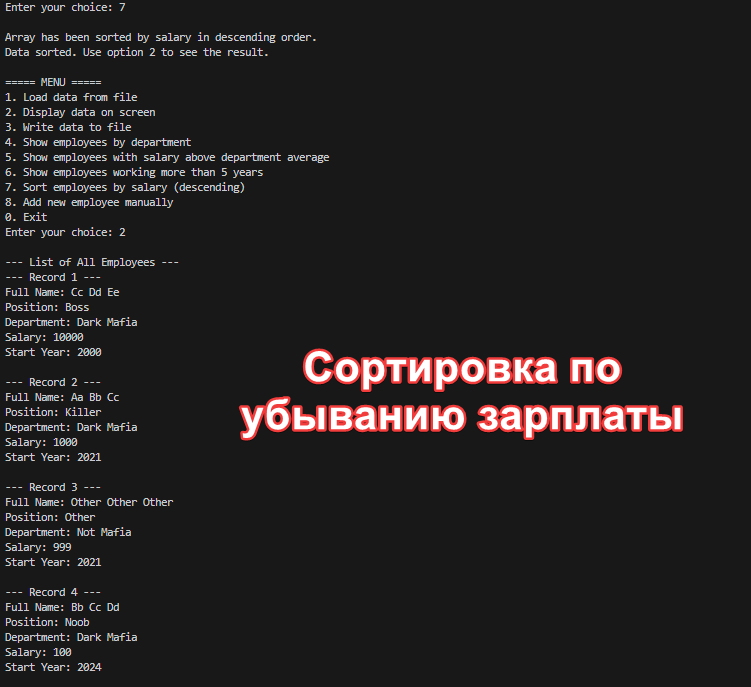 Enter your choice: 7
Array has been sorted by salary in descending order.
Data sorted. Use option 2 to see the result.
===== MENU =====
1. Load data from file
2. Display data on screen
3. Write data to file
4. Show employees by department
5. Show employees with salary above department average
6. Show employees working more than 5 years
7. Sort employees by salary (descending)
8. Add new employee manually
0. Exit
Enter your choice: 2
--- List of All Employees ---
--- Record 1 ---
Full Name: Cc Dd Ee
Position: Boss
Department: Dark Mafia
Salary: 10000
Start Year: 2000
--- Record 2 ---
Full Name: Aa Bb Cc
Position: Killer
Department: Dark Mafia
Salary: 1000
Start Year: 2021
--- Record 3 ---
Full Name: Other Other Other
Position: Other
Department: Not Mafia
Salary: 999
Start Year: 2021
--- Record 4 ---
Full Name: Bb Cc Dd
Position: Noob
Department: Dark Mafia
Salary: 100
Start Year: 2024
Сортировка по
убыванию зарплаты